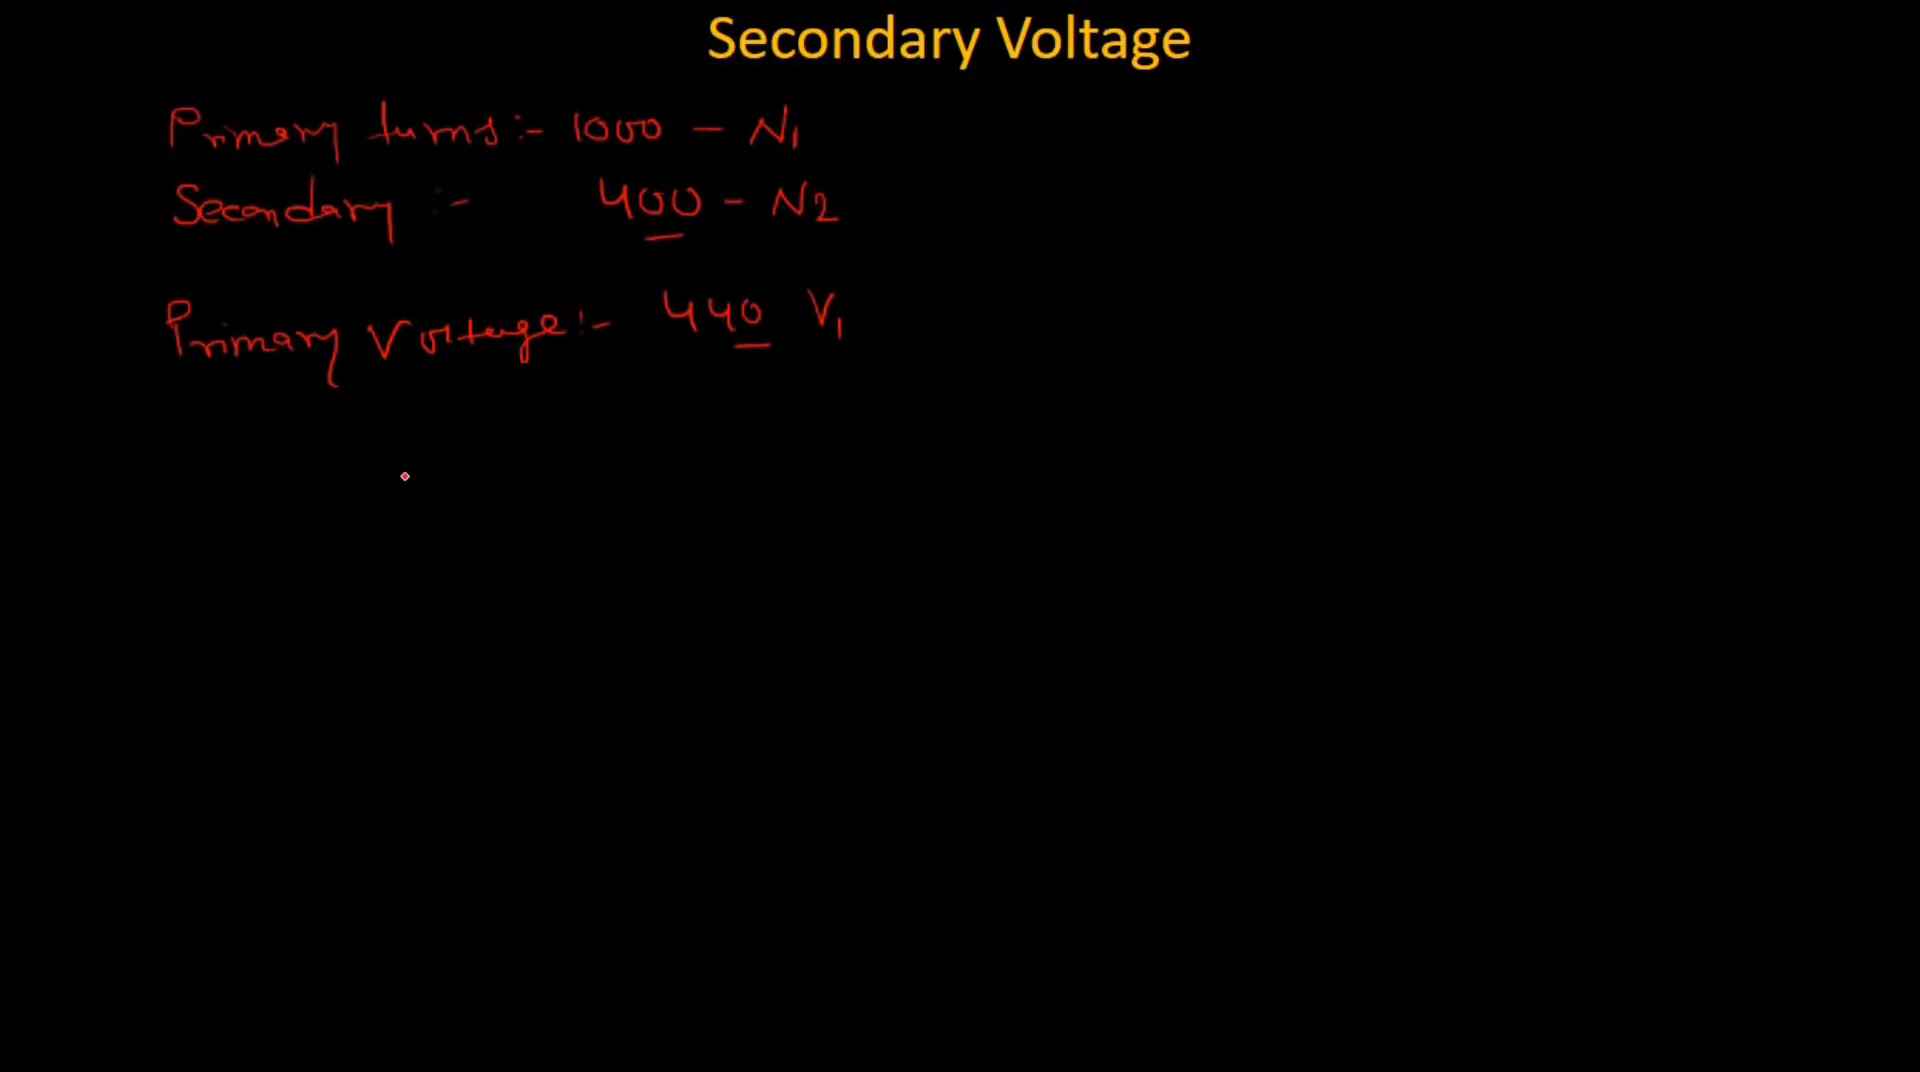 Secondary Voltage
Primary turns:- 1000 - N1
Secondary :- 400 - N2
Primary Voltage:- 440 V1